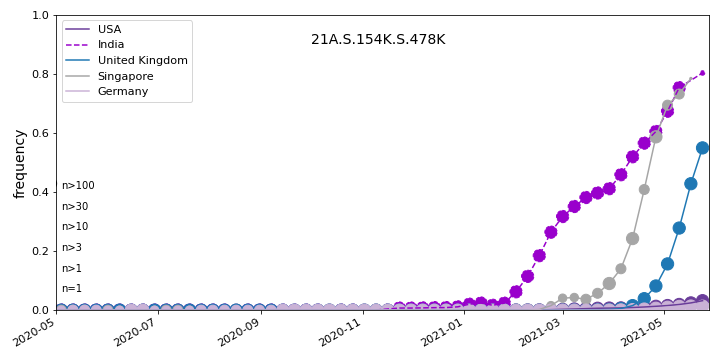 21A.S.154K.S.478K
USA
India
United Kingdom
Singapore
Germany
frequency
1.0
0.8
0.6
0.4
0.2
0.0
n>100
n>30
n>10
n>3
n>1
n=1
2020-05
2020-07
2020-09
2020-11
2021-01
2021-03
2021-05